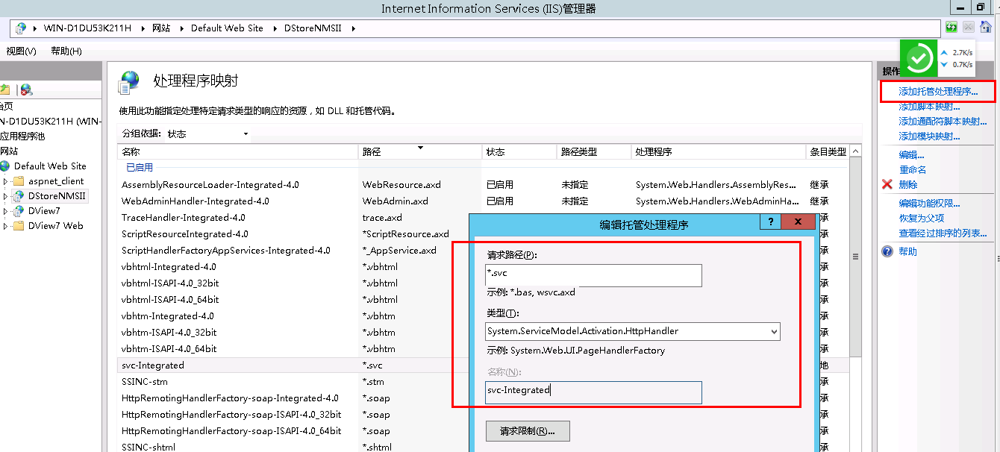 Internet Information Services (IIS)管理器
WIN-D1DU53K211H 网站 Default Web Site DStoreNMSII
视图(V) 帮助(H)
2.7K/s
0.7K/s
台页
N-D1DU53K211H (WIN-
应用程序池
网站
Default Web Site
aspnet_client
DStoreNMSII
DView7
DView7 Web
处理程序映射
使用此功能指定处理特定请求类型的响应的资源，如 DLL 和托管代码。
分组依据: 状态
名称 路径 状态 路径类型 处理程序 条目类型
已启用
AssemblyResourceLoader-Integrated-4.0 WebResource.axd 已启用 未指定 System.Web.Handlers.AssemblyRes... 继承
WebAdminHandler-Integrated-4.0 WebAdmin.axd 已启用 未指定 System.Web.Handlers.WebAdminHa... 继承
TraceHandler-Integrated-4.0 trace.axd 承
ScriptResourceIntegrated-4.0 *ScriptResource.axd 承
ScriptHandlerFactoryAppServices-Integrated-4.0 *_AppService.axd 承
vbhtml-Integrated-4.0 *.vbhtml 承
vbhtml-ISAPI-4.0_32bit *.vbhtml 承
vbhtml-ISAPI-4.0_64bit *.vbhtml 承
vbhtm-Integrated-4.0 *.vbhtm 承
vbhtm-ISAPI-4.0_32bit *.vbhtm 承
vbhtm-ISAPI-4.0_64bit *.vbhtm 承
svc-Integrated *.svc 地
SSINC-stm *.stm 承
HttpRemotingHandlerFactory-soap-Integrated-4.0 *.soap 承
HttpRemotingHandlerFactory-soap-ISAPI-4.0_32bit *.soap 承
HttpRemotingHandlerFactory-soap-ISAPI-4.0_64bit *.soap 承
SSINC-shtml *.shtml 承
编辑托管处理程序
? x
请求路径(P):
*.svc
示例: *.bas, wsvc.axd
类型(T):
System.ServiceModel.Activation.HttpHandler
示例: System.Web.UI.PageHandlerFactory
名称(N):
svc-Integrated
请求限制(R)...
操作
添加托管处理程序...
添加脚本映射...
添加通配符脚本映射...
添加模块映射...
编辑...
重命名
删除
编辑功能权限...
恢复为父项
查看经过排序的列表...
帮助